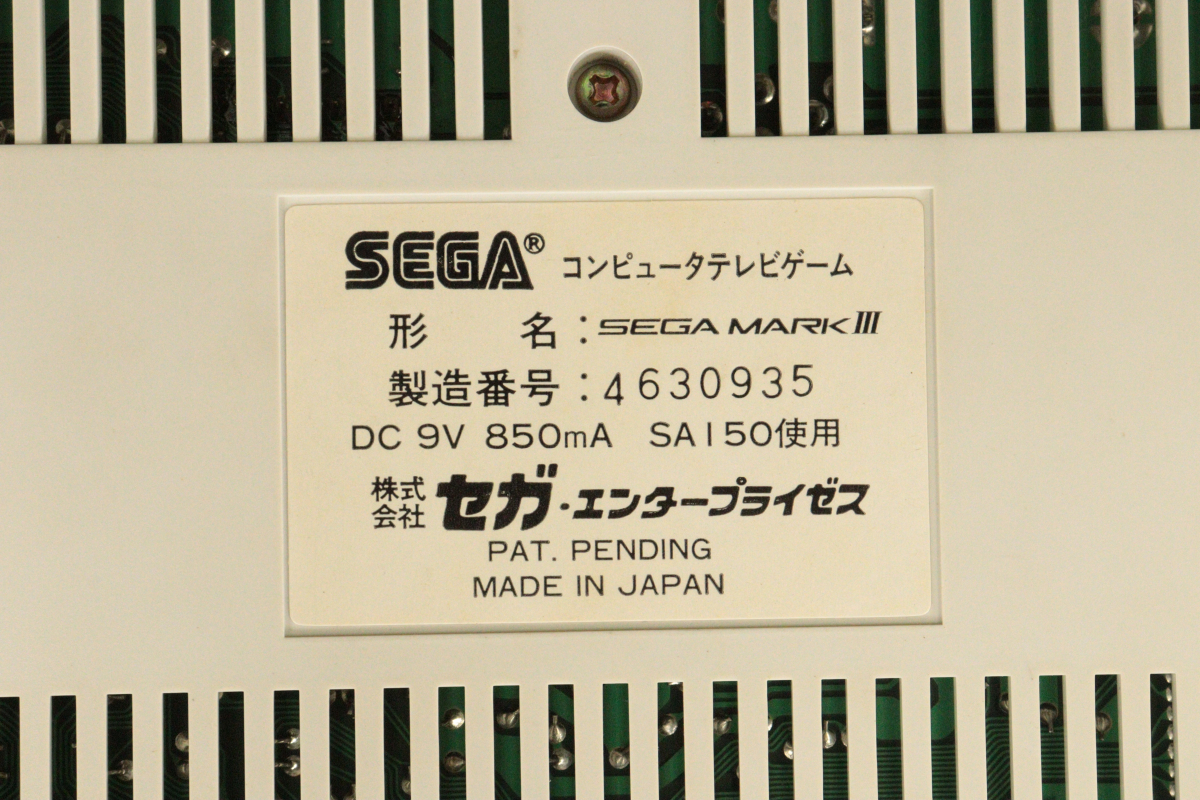 SEGA® コンピュータテレビゲーム
形 名：SEGA MARK III
製造番号：4630935
DC 9V 850mA SA150使用
株式会社 セガ・エンタープライゼス
PAT. PENDING
MADE IN JAPAN